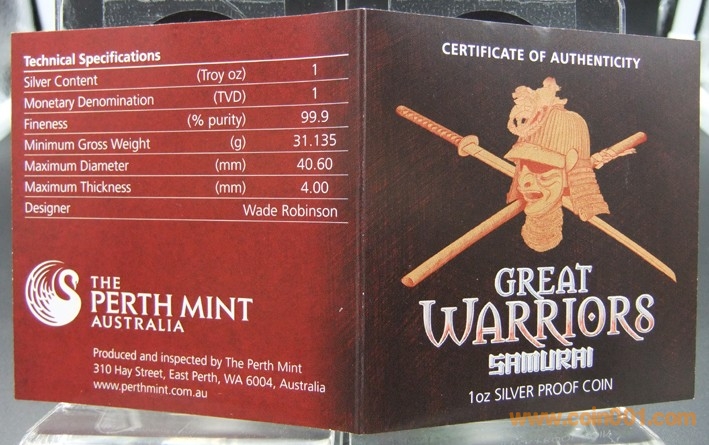 Technical Specifications
Silver Content (Troy oz) 1
Monetary Denomination (TVD) 1
Fineness (% purity) 99.9
Minimum Gross Weight (g) 31.135
Maximum Diameter (mm) 40.60
Maximum Thickness (mm) 4.00
Designer Wade Robinson
THE
PERTH MINT
AUSTRALIA
Produced and inspected by The Perth Mint
310 Hay Street, East Perth, WA 6004, Australia
www.perthmint.com.au
CERTIFICATE OF AUTHENTICITY
GREAT
WARRIORS
SAMURAI
1oz SILVER PROOF COIN
www.coin001.com